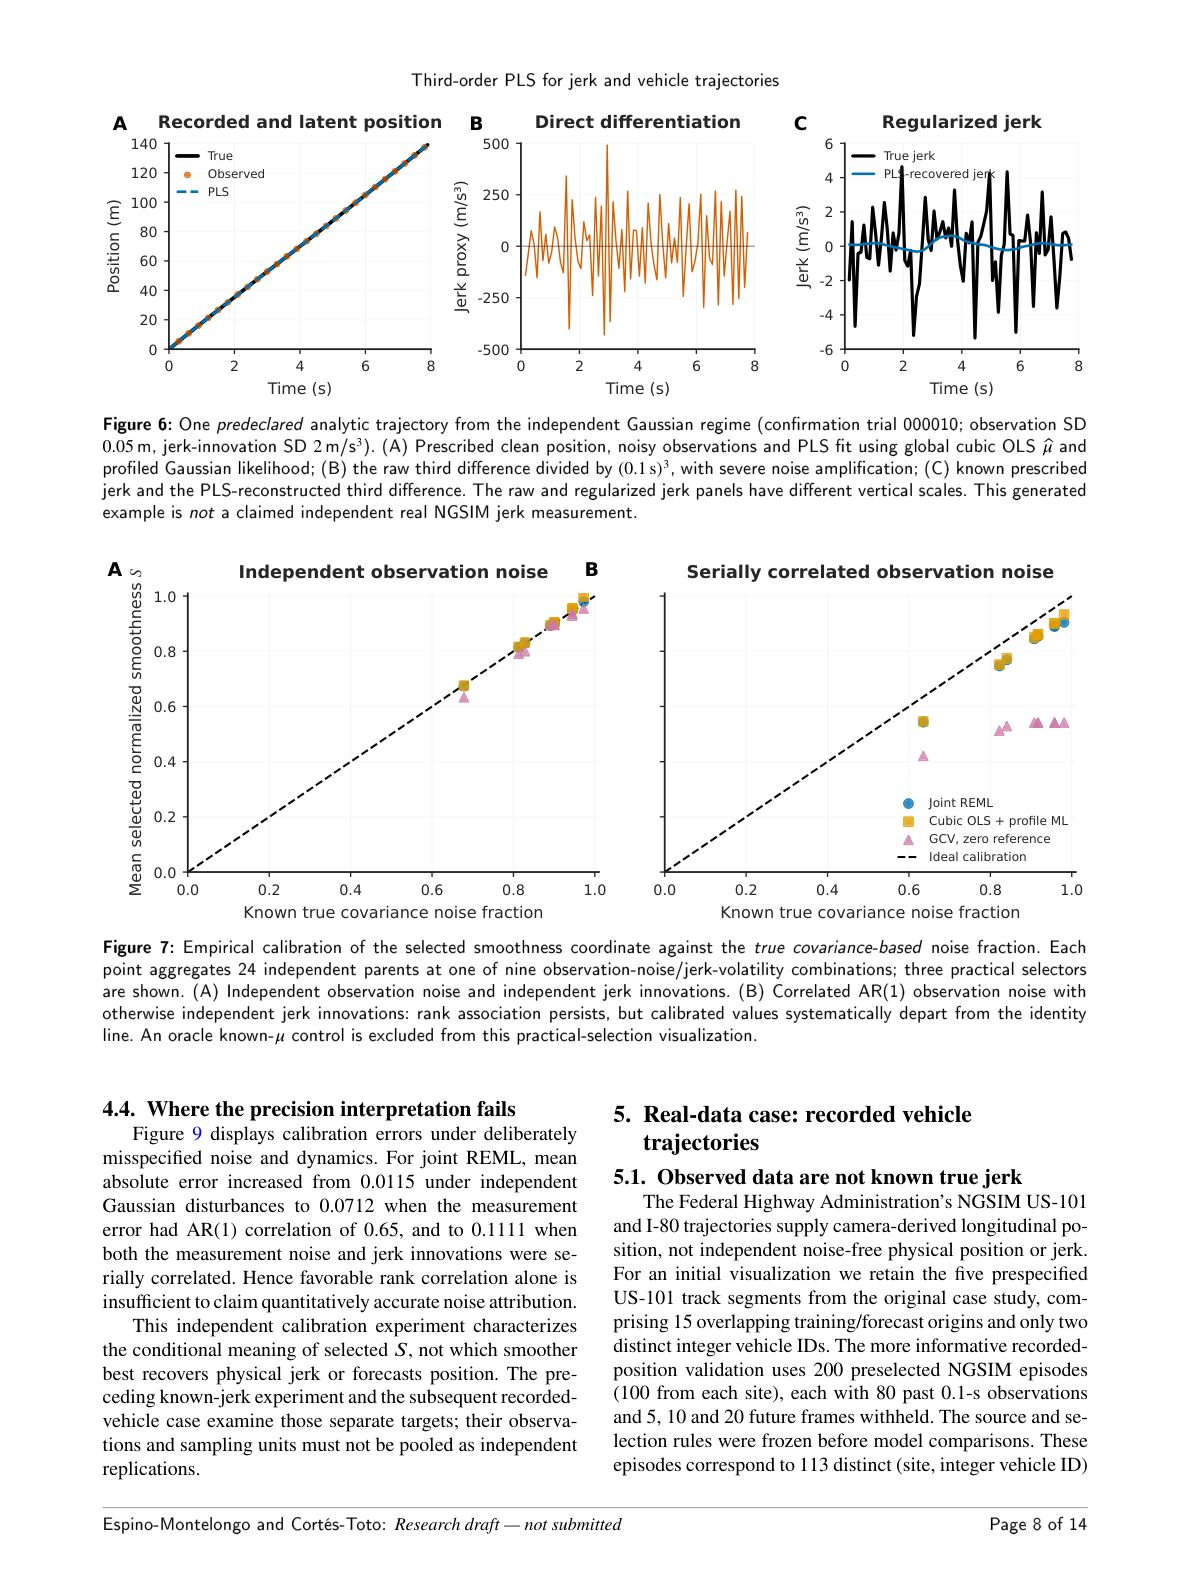 Third-order PLS for jerk and vehicle trajectories
A Recorded and latent position
140
120
100
80
60
40
20
0
Position (m)
True
Observed
PLS
0 2 4 6 8
Time (s)
B Direct differentiation
500
250
0
-250
-500
Jerk proxy (m/s³)
0 2 4 6 8
Time (s)
C Regularized jerk
6
4
2
0
-2
-4
-6
Jerk (m/s³)
True jerk
PLS-recovered jerk
0 2 4 6 8
Time (s)
Figure 6: One predeclared analytic trajectory from the independent Gaussian regime (confirmation trial 000010; observation SD
0.05 m, jerk-innovation SD 2 m/s³). (A) Prescribed clean position, noisy observations and PLS fit using global cubic OLS μ̂ and
profiled Gaussian likelihood; (B) the raw third difference divided by (0.1 s)³, with severe noise amplification; (C) known prescribed
jerk and the PLS-reconstructed third difference. The raw and regularized jerk panels have different vertical scales. This generated
example is not a claimed independent real NGSIM jerk measurement.
A Independent observation noise
Mean selected normalized smoothness S
1.0
0.8
0.6
0.4
0.2
0.0
0.0 0.2 0.4 0.6 0.8 1.0
Known true covariance noise fraction
B Serially correlated observation noise
Joint REML
Cubic OLS + profile ML
GCV, zero reference
Ideal calibration
0.0 0.2 0.4 0.6 0.8 1.0
Known true covariance noise fraction
Figure 7: Empirical calibration of the selected smoothness coordinate against the true covariance-based noise fraction. Each
point aggregates 24 independent parents at one of nine observation-noise/jerk-volatility combinations; three practical selectors
are shown. (A) Independent observation noise and independent jerk innovations. (B) Correlated AR(1) observation noise with
otherwise independent jerk innovations: rank association persists, but calibrated values systematically depart from the identity
line. An oracle known-μ control is excluded from this practical-selection visualization.
4.4. Where the precision interpretation fails
Figure 9 displays calibration errors under deliberately
misspecified noise and dynamics. For joint REML, mean
absolute error increased from 0.0115 under independent
Gaussian disturbances to 0.0712 when the measurement
error had AR(1) correlation of 0.65, and to 0.1111 when
both the measurement noise and jerk innovations were se-
rially correlated. Hence favorable rank correlation alone is
insufficient to claim quantitatively accurate noise attribution.
This independent calibration experiment characterizes
the conditional meaning of selected S, not which smoother
best recovers physical jerk or forecasts position. The pre-
ceding known-jerk experiment and the subsequent recorded-
vehicle case examine those separate targets; their observa-
tions and sampling units must not be pooled as independent
replications.
5. Real-data case: recorded vehicle
trajectories
5.1. Observed data are not known true jerk
The Federal Highway Administration's NGSIM US-101
and I-80 trajectories supply camera-derived longitudinal po-
sition, not independent noise-free physical position or jerk.
For an initial visualization we retain the five prespecified
US-101 track segments from the original case study, com-
prising 15 overlapping training/forecast origins and only two
distinct integer vehicle IDs. The more informative recorded-
position validation uses 200 preselected NGSIM episodes
(100 from each site), each with 80 past 0.1-s observations
and 5, 10 and 20 future frames withheld. The source and se-
lection rules were frozen before model comparisons. These
episodes correspond to 113 distinct (site, integer vehicle ID)
Espino-Montelongo and Cortés-Toto: Research draft — not submitted
Page 8 of 14